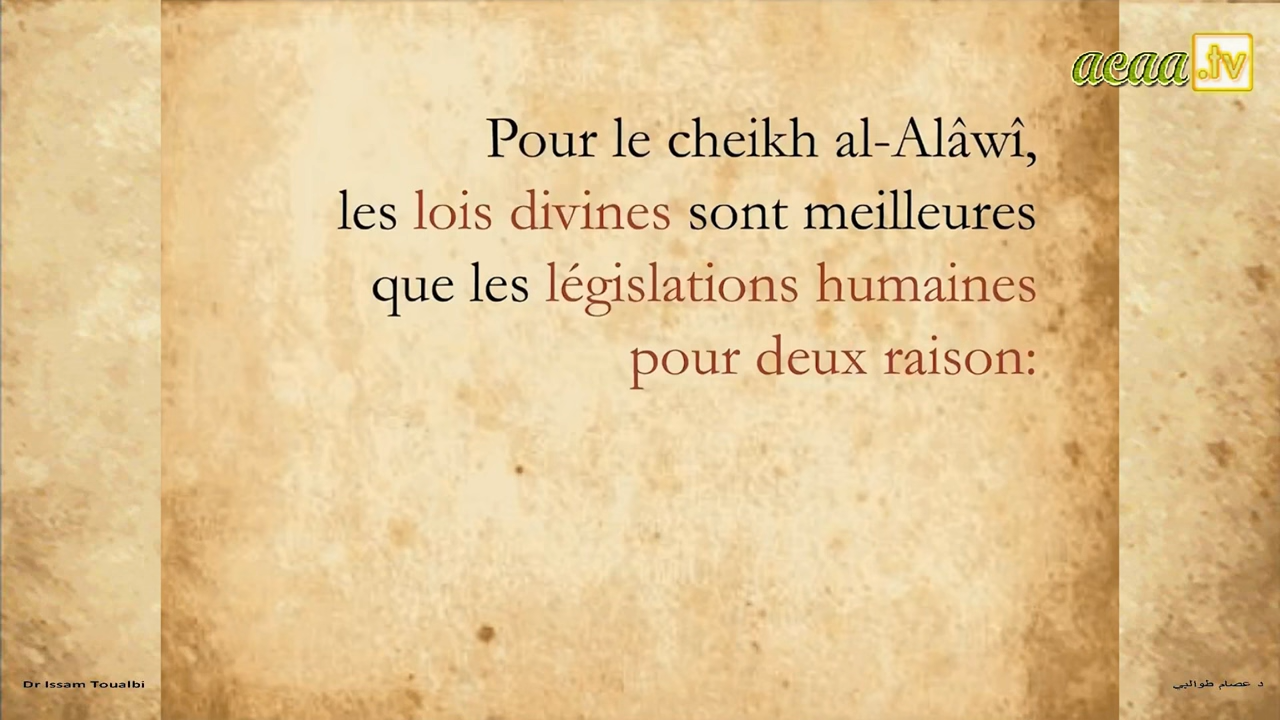 aeaa.tv
Pour le cheikh al-Alâwî,
les lois divines sont meilleures
que les législations humaines
pour deux raison:
Dr Issam Toualbi
د عصام طوالبي